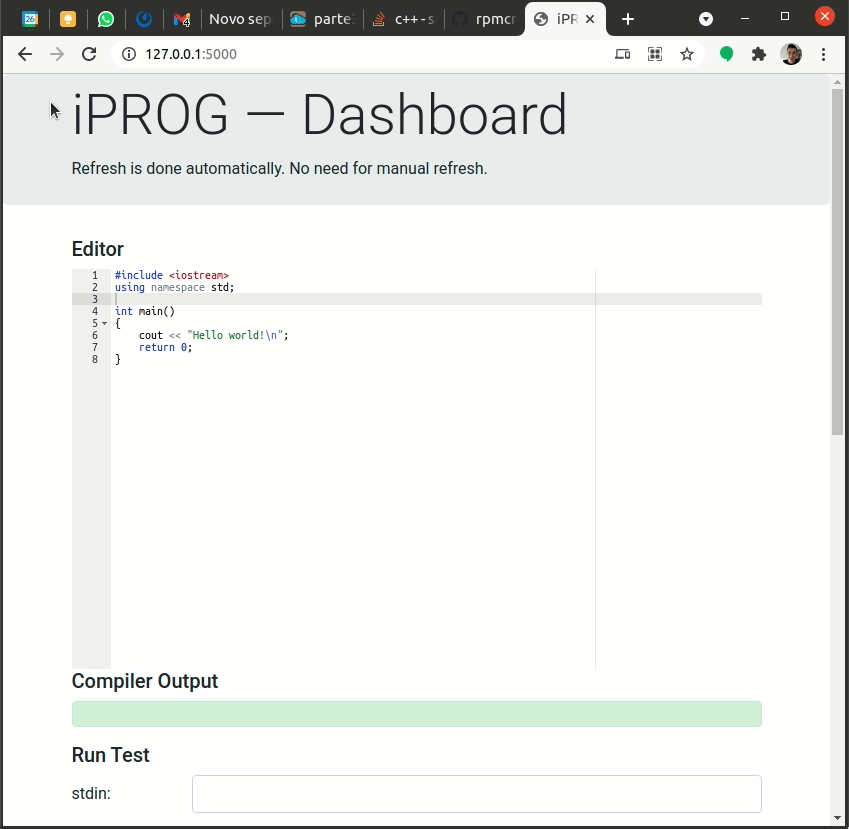 26 4 Novo sep parte c++ - s rpmcr iPR
127.0.0.1:5000
iPROG — Dashboard
Refresh is done automatically. No need for manual refresh.
Editor
1 #include <iostream>
2 using namespace std;
3
4 int main()
5 {
6 cout << "Hello world!\n";
7 return 0;
8 }
Compiler Output
Run Test
stdin: